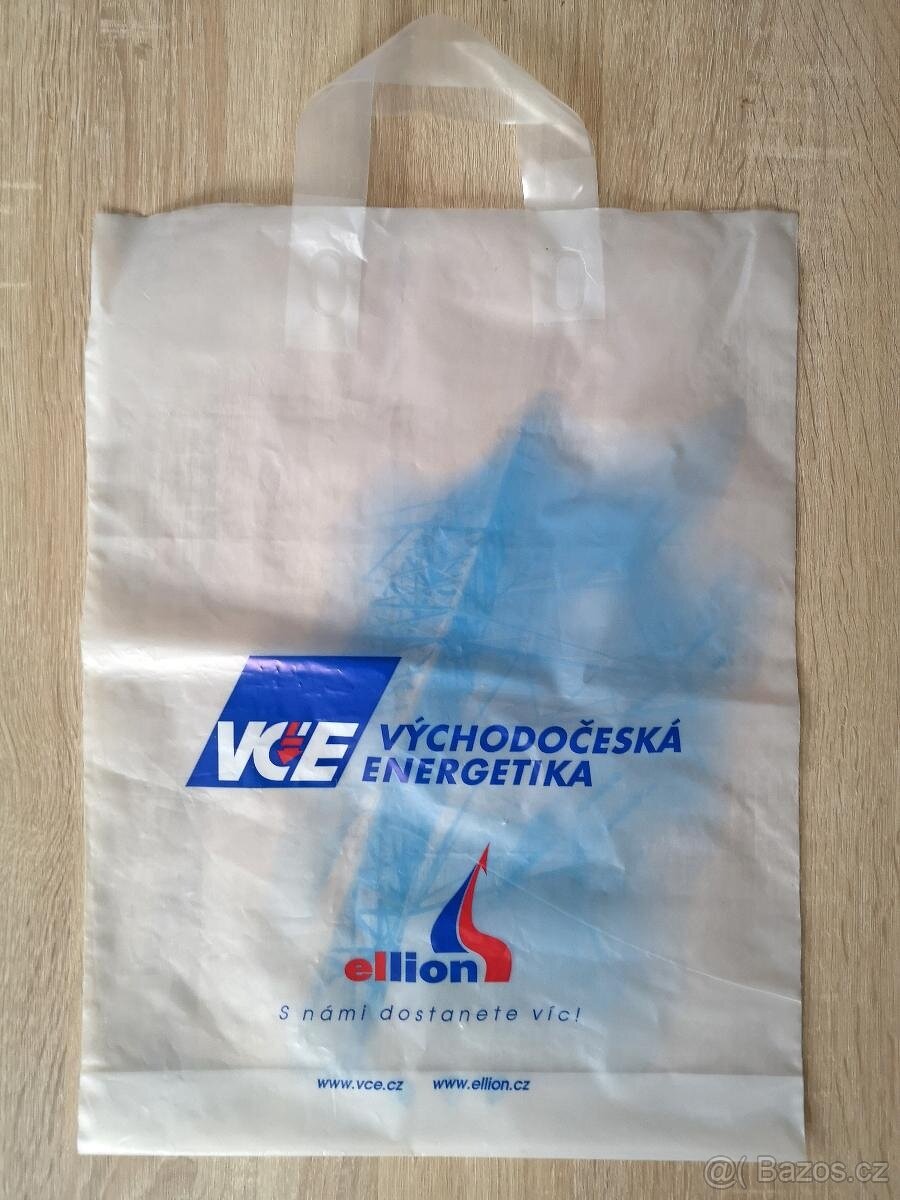 VČE
VÝCHODOČESKÁ
ENERGETIKA
ellion
S námi dostanete víc!
www.vce.cz www.ellion.cz
@( Bazos.cz